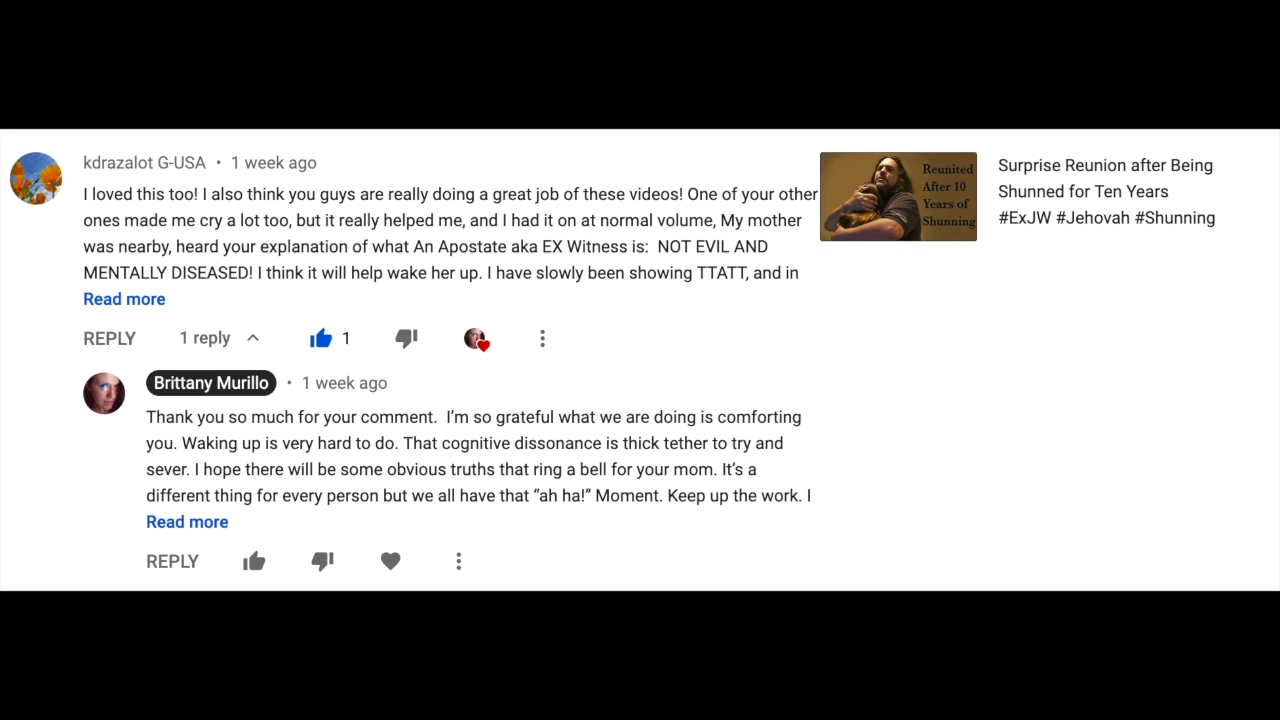 kdrazalot G-USA • 1 week ago
I loved this too! I also think you guys are really doing a great job of these videos! One of your other
ones made me cry a lot too, but it really helped me, and I had it on at normal volume, My mother
was nearby, heard your explanation of what An Apostate aka EX Witness is:  NOT EVIL AND
MENTALLY DISEASED! I think it will help wake her up. I have slowly been showing TTATT, and in
Read more
REPLY 1 reply 1
Brittany Murillo • 1 week ago
Thank you so much for your comment.  I’m so grateful what we are doing is comforting
you. Waking up is very hard to do. That cognitive dissonance is thick tether to try and
sever. I hope there will be some obvious truths that ring a bell for your mom. It’s a
different thing for every person but we all have that “ah ha!” Moment. Keep up the work. I
Read more
REPLY
Reunited
After 10
Years of
Shunning
Surprise Reunion after Being
Shunned for Ten Years
#ExJW #Jehovah #Shunning